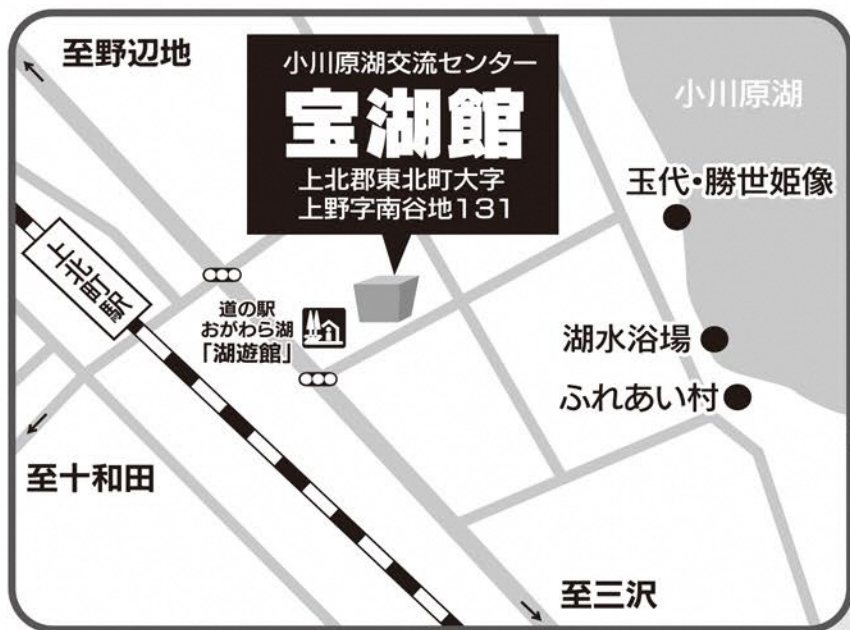 至野辺地
小川原湖交流センター
宝湖館
上北郡東北町大字
上野字南谷地131
小川原湖
玉代・勝世姫像
上北町駅
道の駅
おがわら湖
「湖遊館」
湖水浴場
ふれあい村
至十和田
至三沢